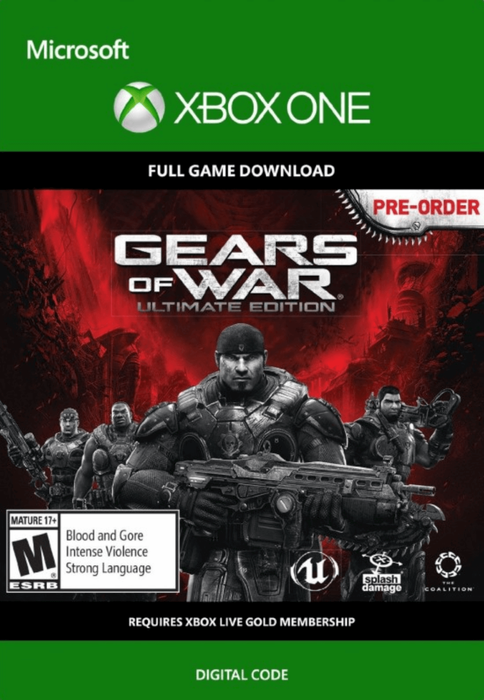 Microsoft
XBOX ONE
FULL GAME DOWNLOAD
PRE-ORDER
GEARS
OF WAR®
ULTIMATE EDITION
MATURE 17+
M®
ESRB
Blood and Gore
Intense Violence
Strong Language
splash
damage
THE
COALITION
REQUIRES XBOX LIVE GOLD MEMBERSHIP
DIGITAL CODE